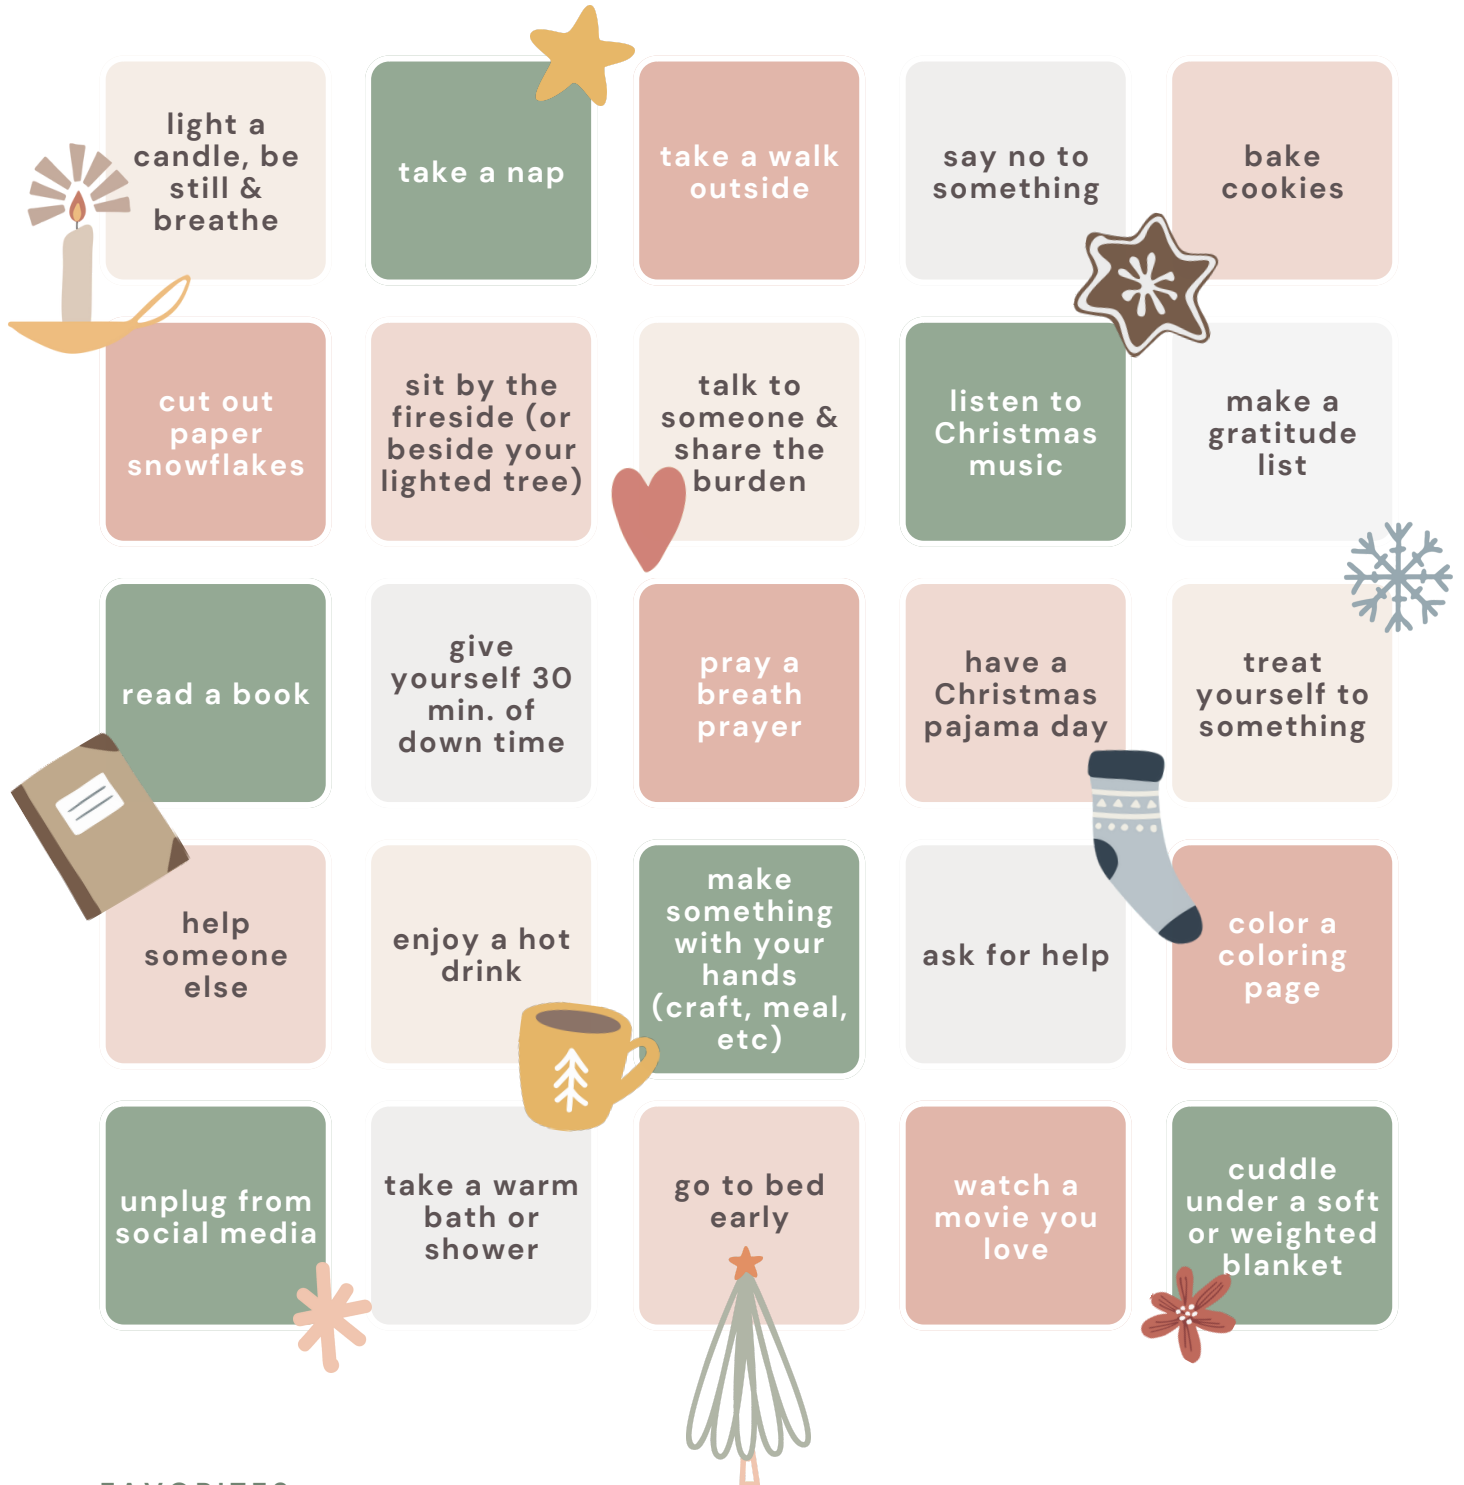 light a
candle, be
still &
breathe
take a nap
take a walk
outside
say no to
something
bake
cookies
cut out
paper
snowflakes
sit by the
fireside (or
beside your
lighted tree)
talk to
someone &
share the
burden
listen to
Christmas
music
make a
gratitude
list
read a book
give
yourself 30
min. of
down time
pray a
breath
prayer
have a
Christmas
pajama day
treat
yourself to
something
help
someone
else
enjoy a hot
drink
make
something
with your
hands
(craft, meal,
etc)
ask for help
color a
coloring
page
unplug from
social media
take a warm
bath or
shower
go to bed
early
watch a
movie you
love
cuddle
under a soft
or weighted
blanket